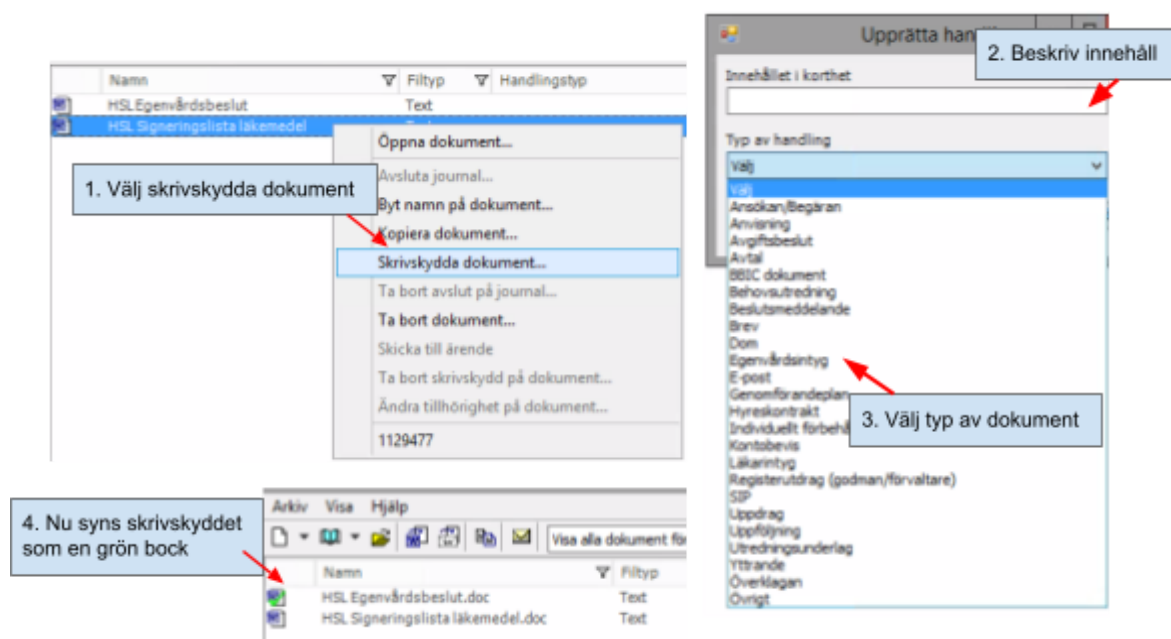 Namn Filtyp Handlingstyp
HSL Egenvårdsbeslut Text
HSL Signeringslista läkemedel
Öppna dokument...
Avsluta journal...
Byt namn på dokument...
Kopiera dokument...
Skrivskydda dokument...
Ta bort avslut på journal...
Ta bort dokument...
Skicka till ärende
Ta bort skrivskydd på dokument...
Ändra tillhörighet på dokument...
1129477
1. Välj skrivskydda dokument
Upprätta
2. Beskriv innehåll
Innehållet i korthet
Typ av handling
Välj
Välj
Ansökan/Begäran
Anvisning
Avgiftsbeslut
Avtal
BBIC dokument
Behovsutredning
Beslutsmeddelande
Brev
Dom
Egenvårdsintyg
E-post
Genomförandeplan
Hyreskontrakt
Individuellt
Kontobevis
Läkarintyg
Registerutdrag (godman/förvaltare)
SIP
Uppdrag
Uppföljning
Utredningsunderlag
Yttrande
Överklagan
Övrigt
3. Välj typ av dokument
4. Nu syns skrivskyddet
som en grön bock
Arkiv Visa Hjälp
Visa alla dokument för
Namn Filtyp
HSL Egenvårdsbeslut.doc Text
HSL Signeringslista läkemedel.doc Text